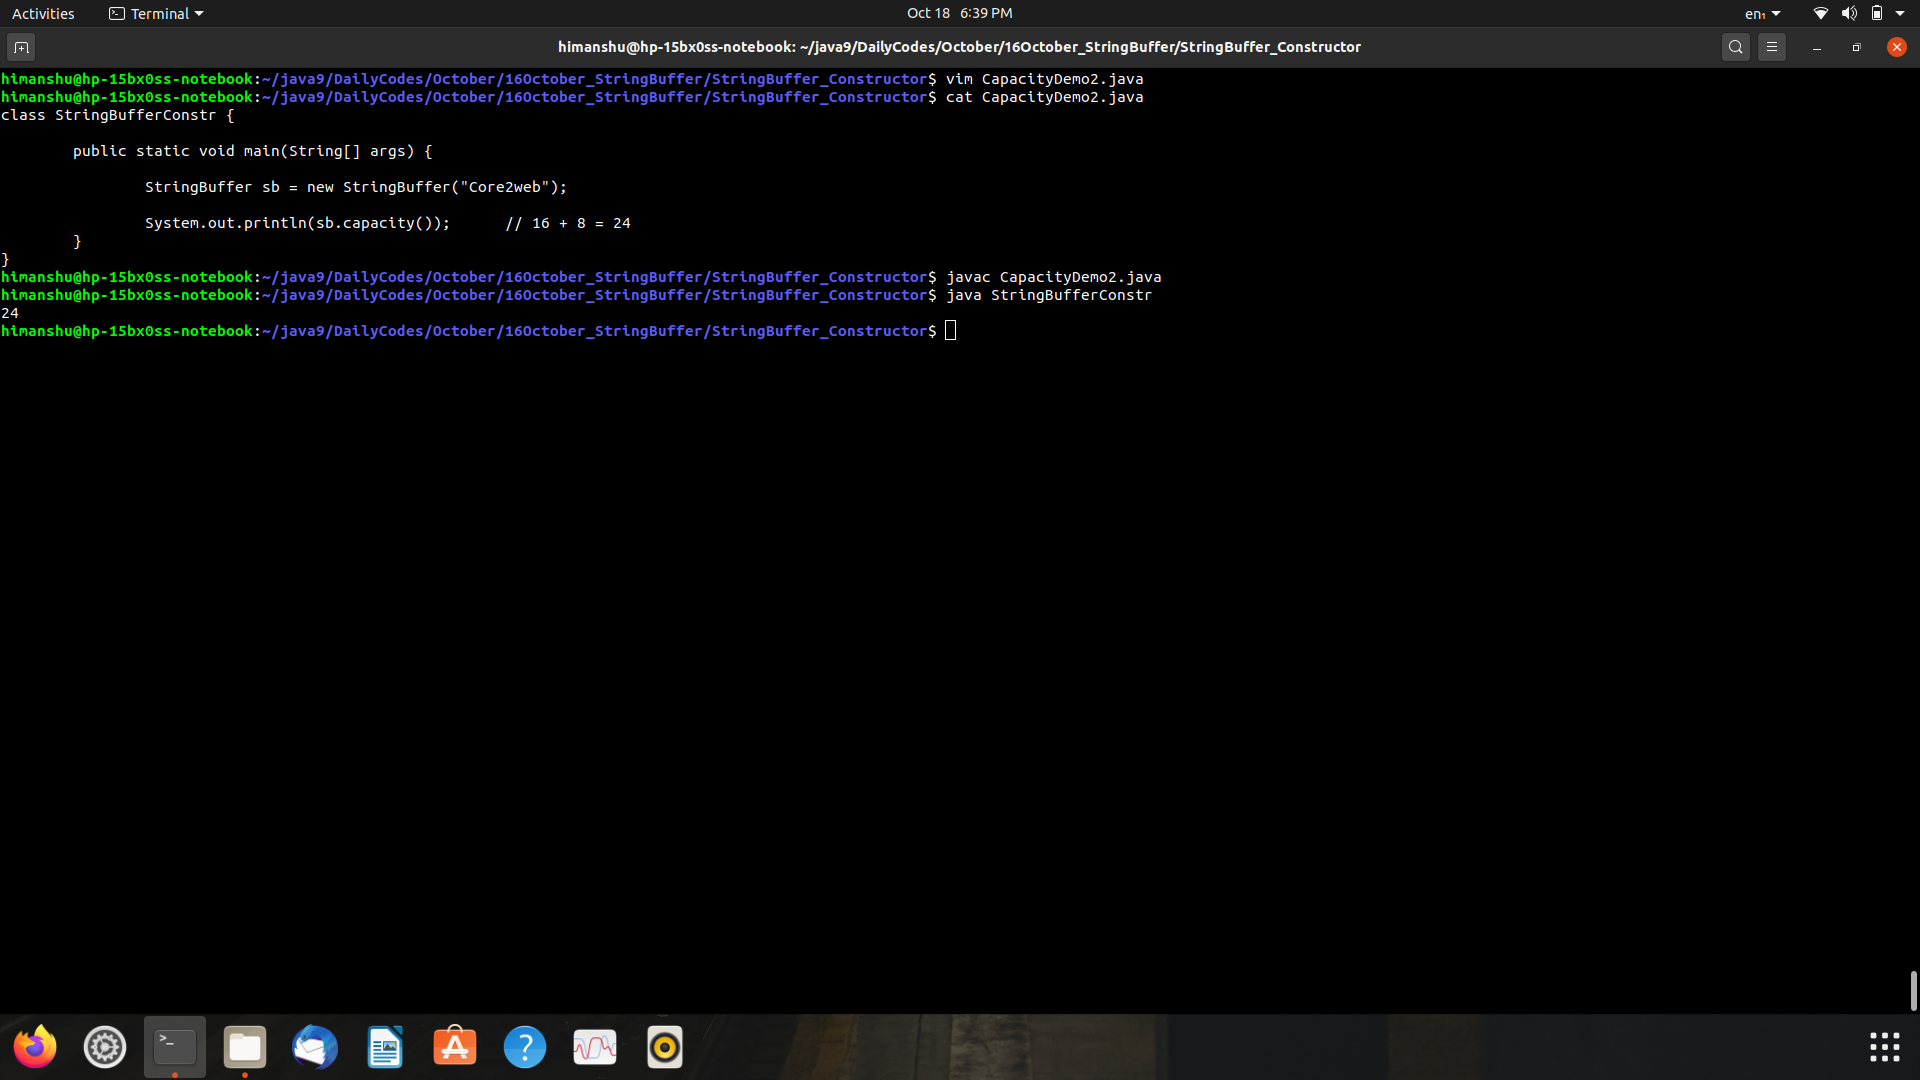 Activities Terminal Oct 18 6:39 PM en₁
himanshu@hp-15bx0ss-notebook: ~/java9/DailyCodes/October/16October_StringBuffer/StringBuffer_Constructor
himanshu@hp-15bx0ss-notebook:~/java9/DailyCodes/October/16October_StringBuffer/StringBuffer_Constructor$ vim CapacityDemo2.java
himanshu@hp-15bx0ss-notebook:~/java9/DailyCodes/October/16October_StringBuffer/StringBuffer_Constructor$ cat CapacityDemo2.java
class StringBufferConstr {
public static void main(String[] args) {
StringBuffer sb = new StringBuffer("Core2web");
System.out.println(sb.capacity()); // 16 + 8 = 24
}
}
himanshu@hp-15bx0ss-notebook:~/java9/DailyCodes/October/16October_StringBuffer/StringBuffer_Constructor$ javac CapacityDemo2.java
himanshu@hp-15bx0ss-notebook:~/java9/DailyCodes/October/16October_StringBuffer/StringBuffer_Constructor$ java StringBufferConstr
24
himanshu@hp-15bx0ss-notebook:~/java9/DailyCodes/October/16October_StringBuffer/StringBuffer_Constructor$